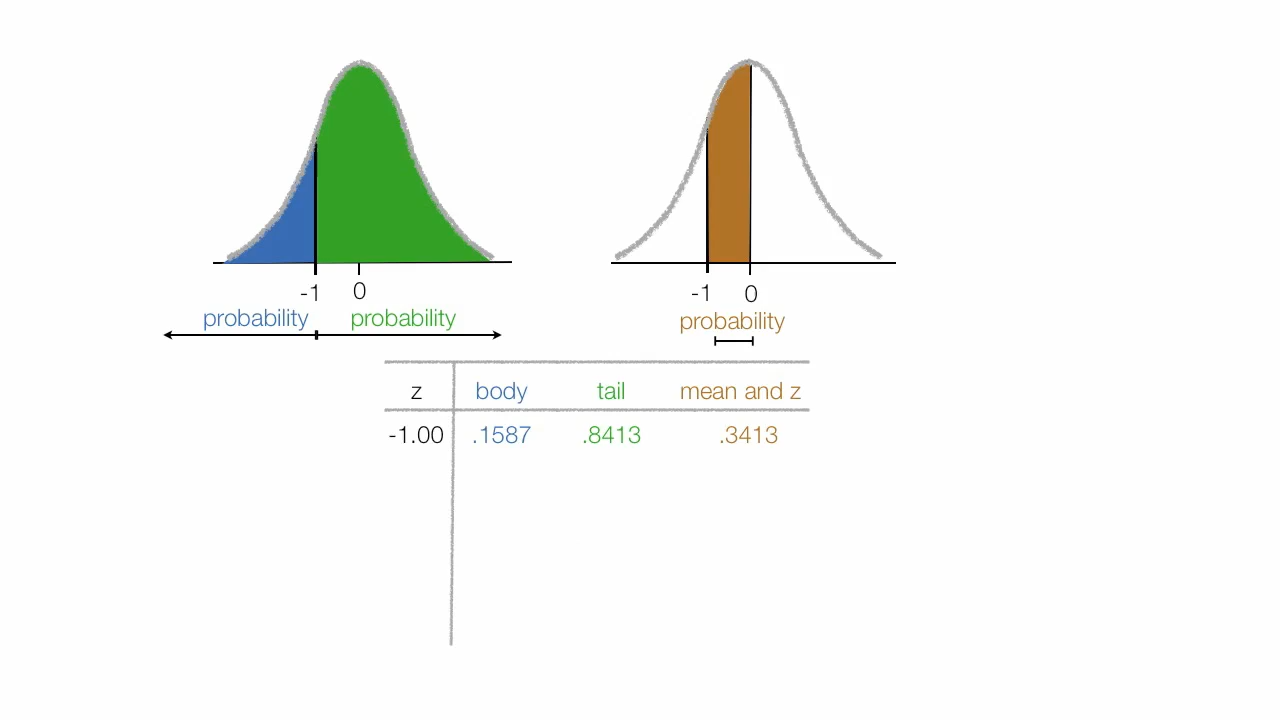 -1 0
-1 0
probability probability
probability
z body tail mean and z
-1.00 .1587 .8413 .3413